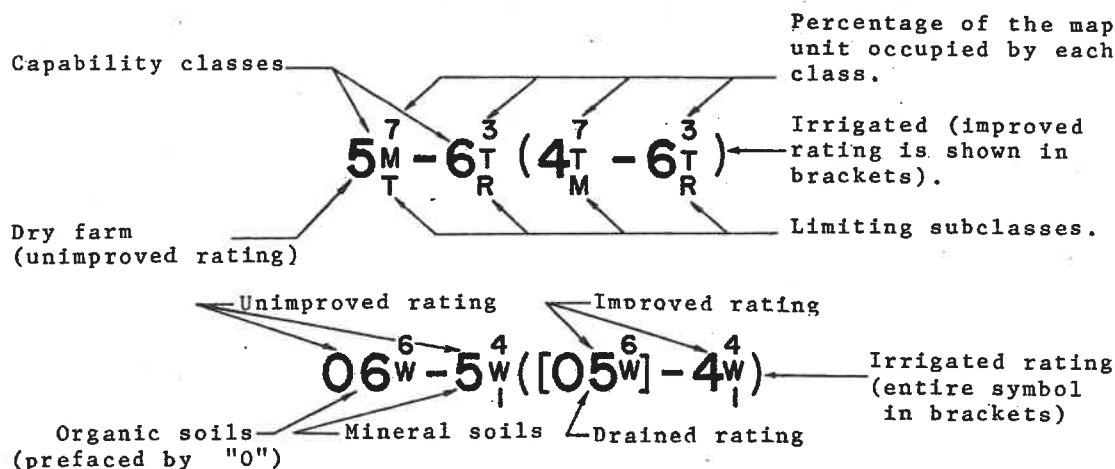 Percentage of the map
unit occupied by each
class.
Capability classes
5 7 M T - 6 3 T R ( 4 7 T M - 6 3 T R )
Irrigated (improved
rating is shown in
brackets).
Dry farm
(unimproved rating)
Limiting subclasses.
Unimproved rating
Improved rating
O6 6 W - 5 4 W I ( [ O5 6 W ] - 4 4 W I )
Irrigated rating
(entire symbol
in brackets)
Organic soils
(prefaced by "O")
Mineral soils
Drained rating